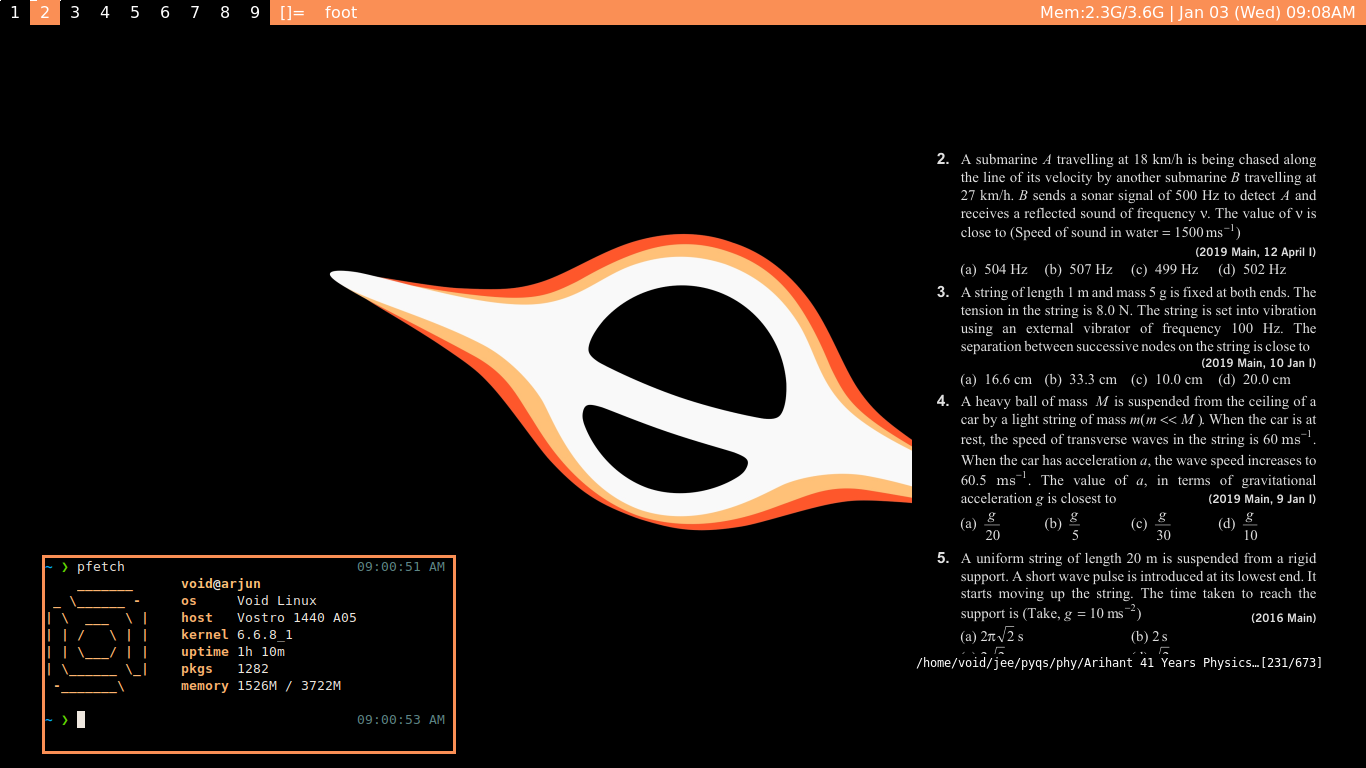 1 2 3 4 5 6 7 8 9 []= foot Mem:2.3G/3.6G | Jan 03 (Wed) 09:08AM
2. A submarine A travelling at 18 km/h is being chased along
the line of its velocity by another submarine B travelling at
27 km/h. B sends a sonar signal of 500 Hz to detect A and
receives a reflected sound of frequency ν. The value of ν is
close to (Speed of sound in water = 1500 ms⁻¹)
(2019 Main, 12 April I)
(a) 504 Hz (b) 507 Hz (c) 499 Hz (d) 502 Hz
3. A string of length 1 m and mass 5 g is fixed at both ends. The
tension in the string is 8.0 N. The string is set into vibration
using an external vibrator of frequency 100 Hz. The
separation between successive nodes on the string is close to
(2019 Main, 10 Jan I)
(a) 16.6 cm (b) 33.3 cm (c) 10.0 cm (d) 20.0 cm
4. A heavy ball of mass M is suspended from the ceiling of a
car by a light string of mass m (m << M). When the car is at
rest, the speed of transverse waves in the string is 60 ms⁻¹.
When the car has acceleration a, the wave speed increases to
60.5 ms⁻¹. The value of a, in terms of gravitational
acceleration g is closest to (2019 Main, 9 Jan I)
(a) g/20 (b) g/5 (c) g/30 (d) g/10
5. A uniform string of length 20 m is suspended from a rigid
support. A short wave pulse is introduced at its lowest end. It
starts moving up the string. The time taken to reach the
support is (Take, g = 10 ms⁻²) (2016 Main)
(a) 2π√2 s (b) 2 s
/home/void/jee/pyqs/phy/Arihant 41 Years Physics…[231/673]
~ ❯ pfetch 09:00:51 AM
void@arjun
os Void Linux
host Vostro 1440 A05
kernel 6.6.8_1
uptime 1h 10m
pkgs 1282
memory 1526M / 3722M
~ ❯ 09:00:53 AM